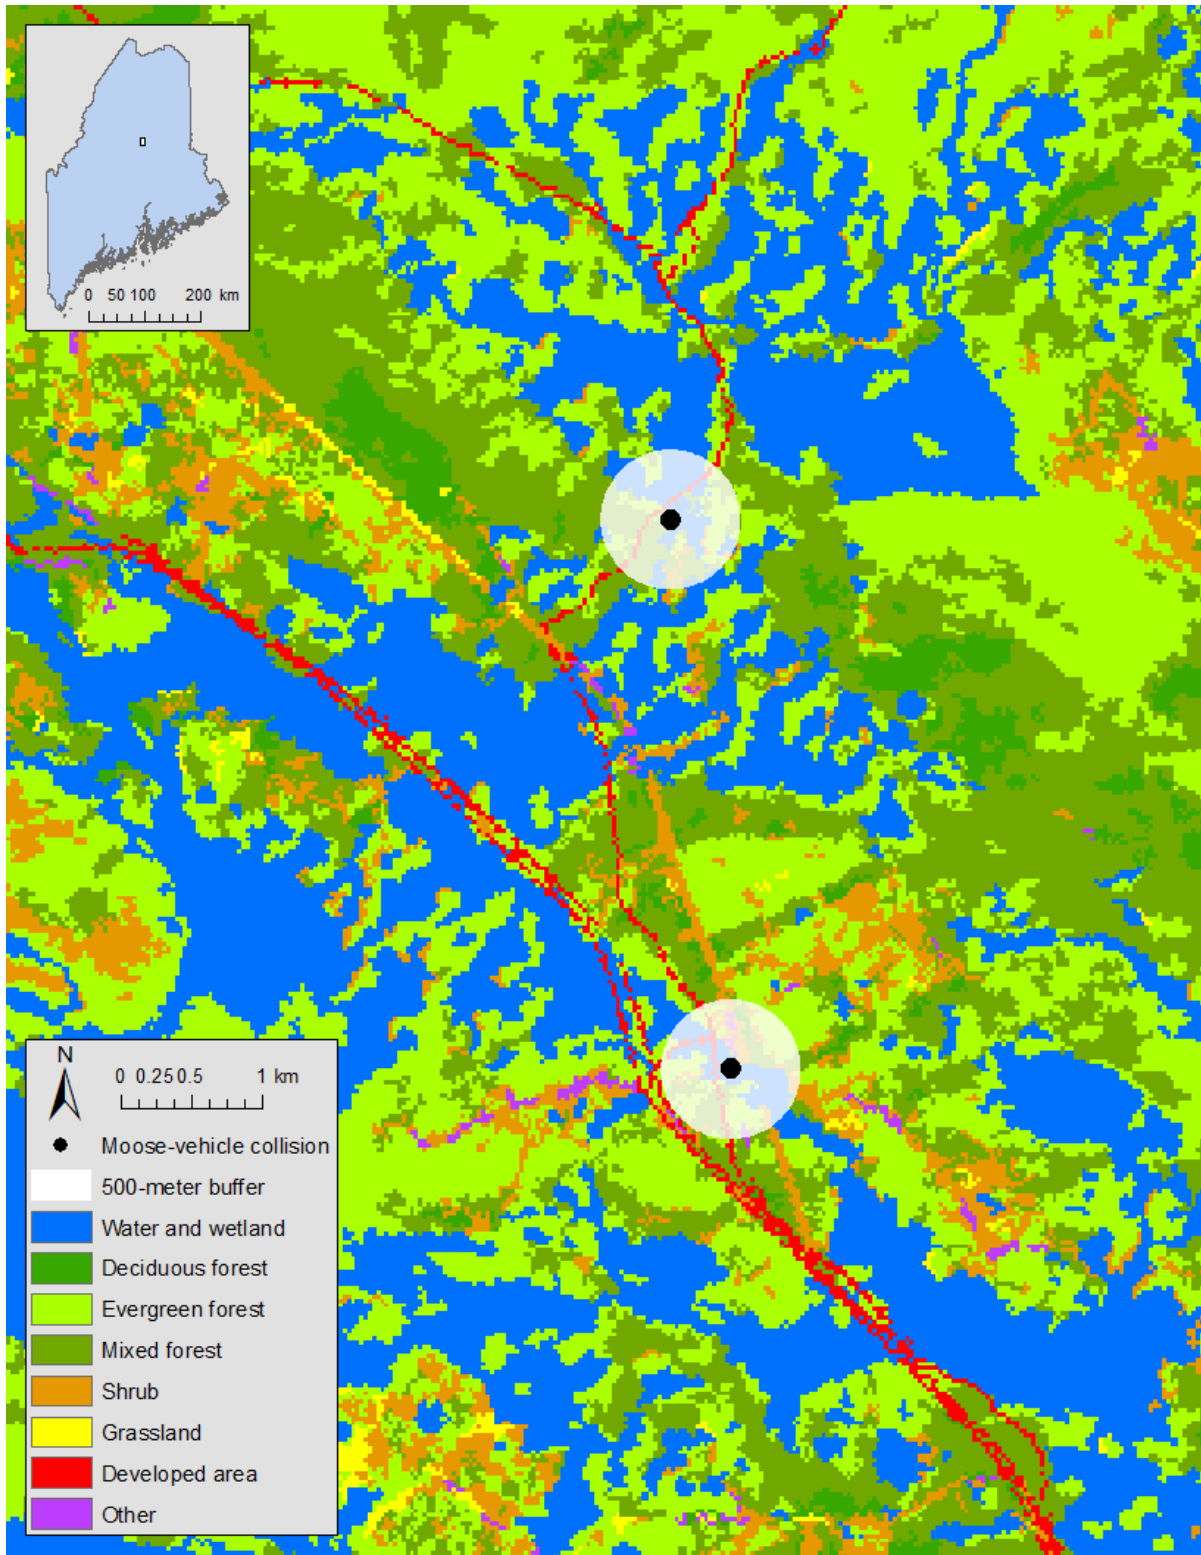 0 50 100 200 km
N
0 0.25 0.5 1 km
Moose-vehicle collision
500-meter buffer
Water and wetland
Deciduous forest
Evergreen forest
Mixed forest
Shrub
Grassland
Developed area
Other